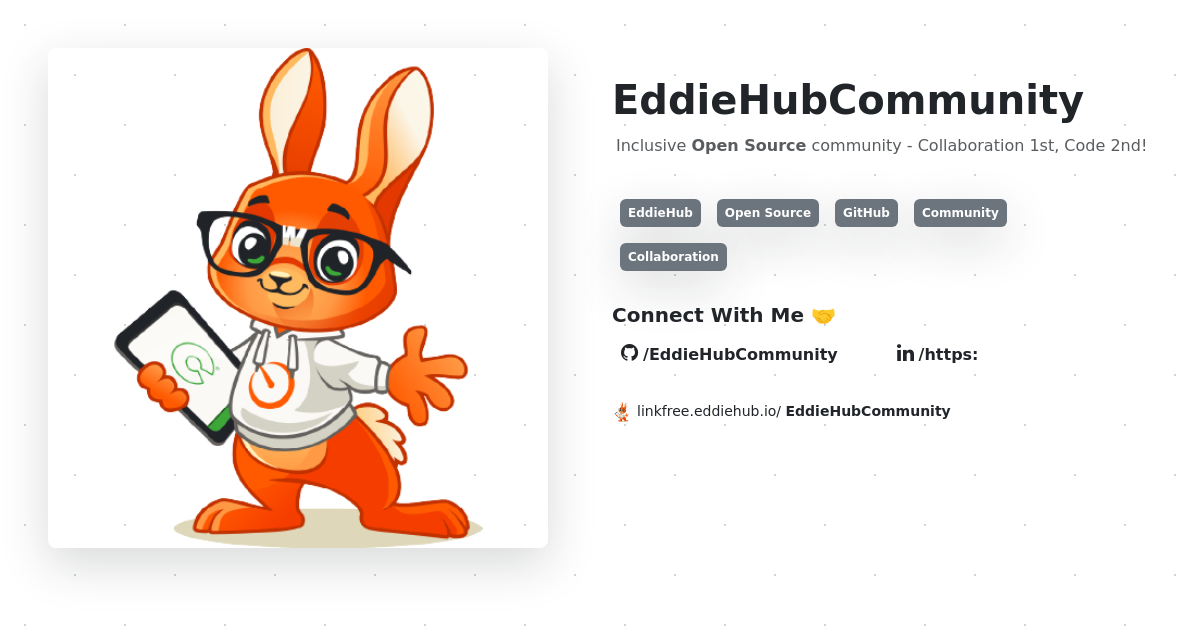 EddieHubCommunity
Inclusive Open Source community - Collaboration 1st, Code 2nd!
EddieHub Open Source GitHub Community
Collaboration
Connect With Me 🤝
/EddieHubCommunity /https:
linkfree.eddiehub.io/ EddieHubCommunity